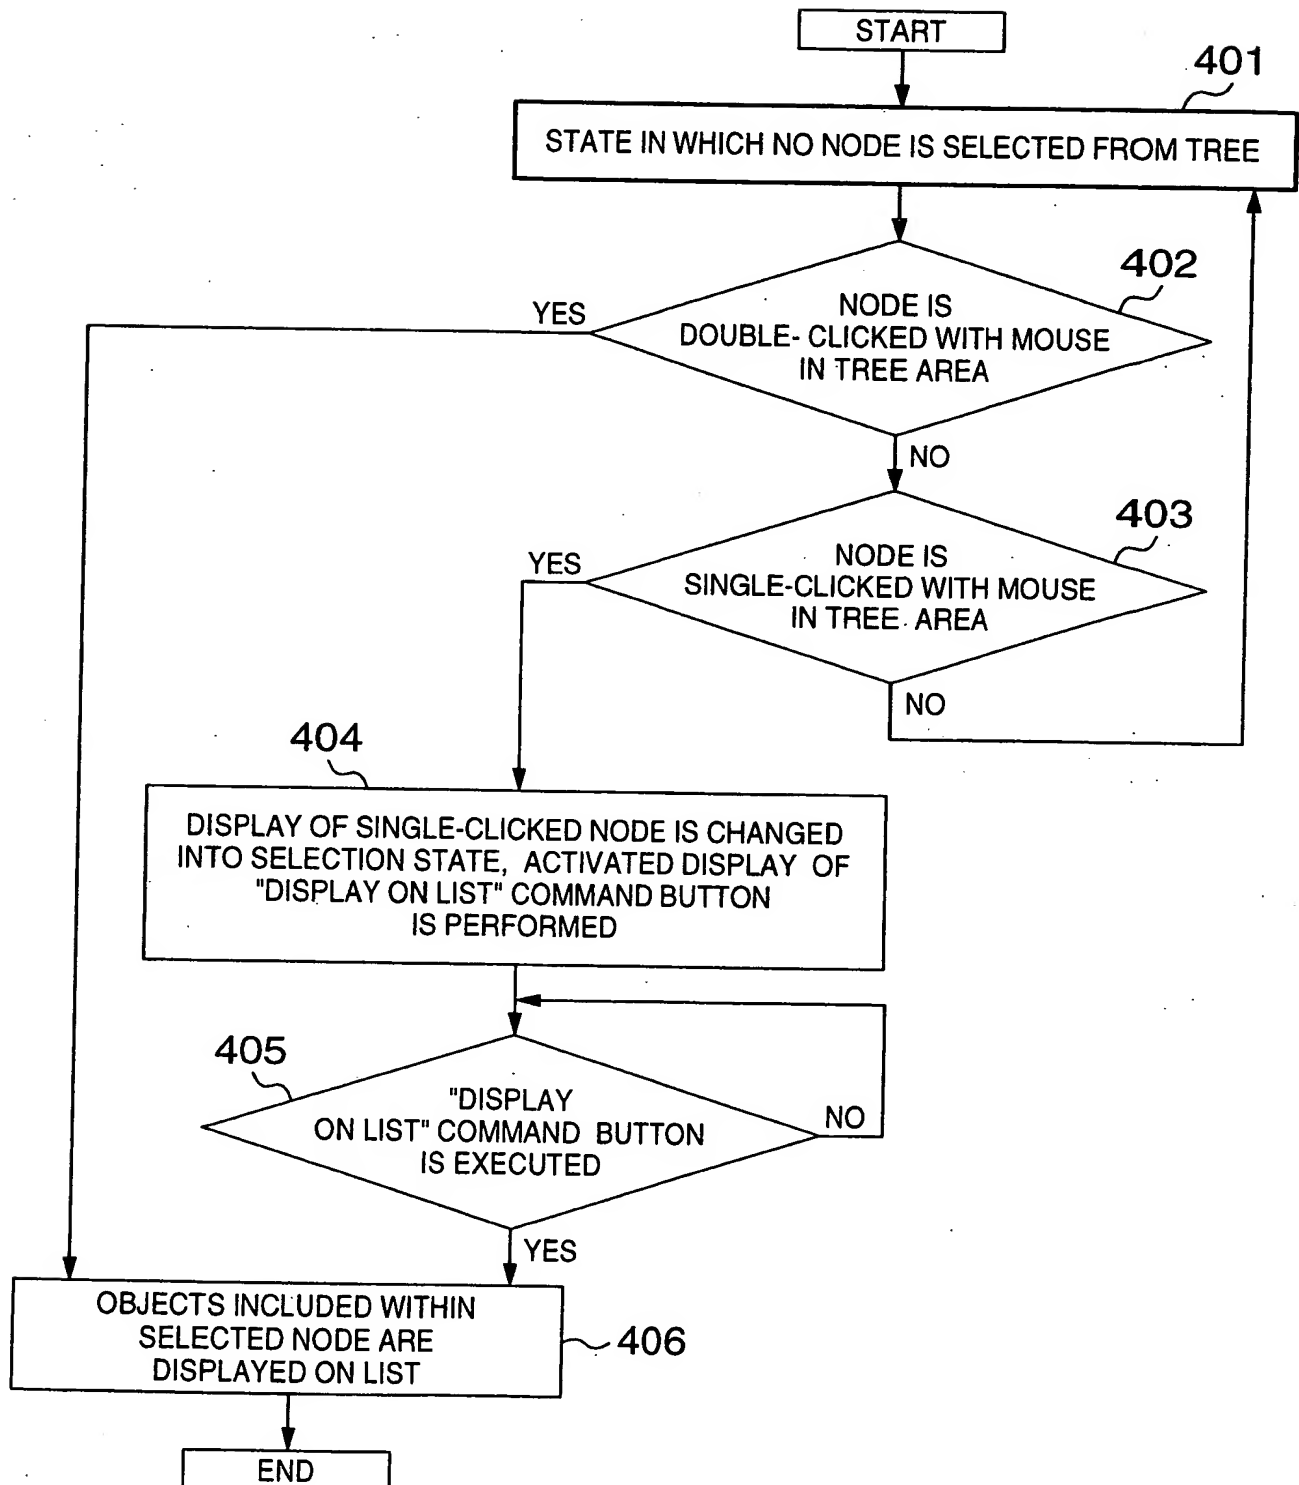 START
401
STATE IN WHICH NO NODE IS SELECTED FROM TREE
402
YES
NODE IS
DOUBLE- CLICKED WITH MOUSE
IN TREE AREA
NO
403
YES
NODE IS
SINGLE-CLICKED WITH MOUSE
IN TREE AREA
NO
404
DISPLAY OF SINGLE-CLICKED NODE IS CHANGED
INTO SELECTION STATE, ACTIVATED DISPLAY OF
"DISPLAY ON LIST" COMMAND BUTTON
IS PERFORMED
405
"DISPLAY
ON LIST" COMMAND BUTTON
IS EXECUTED
NO
YES
OBJECTS INCLUDED WITHIN
SELECTED NODE ARE
DISPLAYED ON LIST
406
END